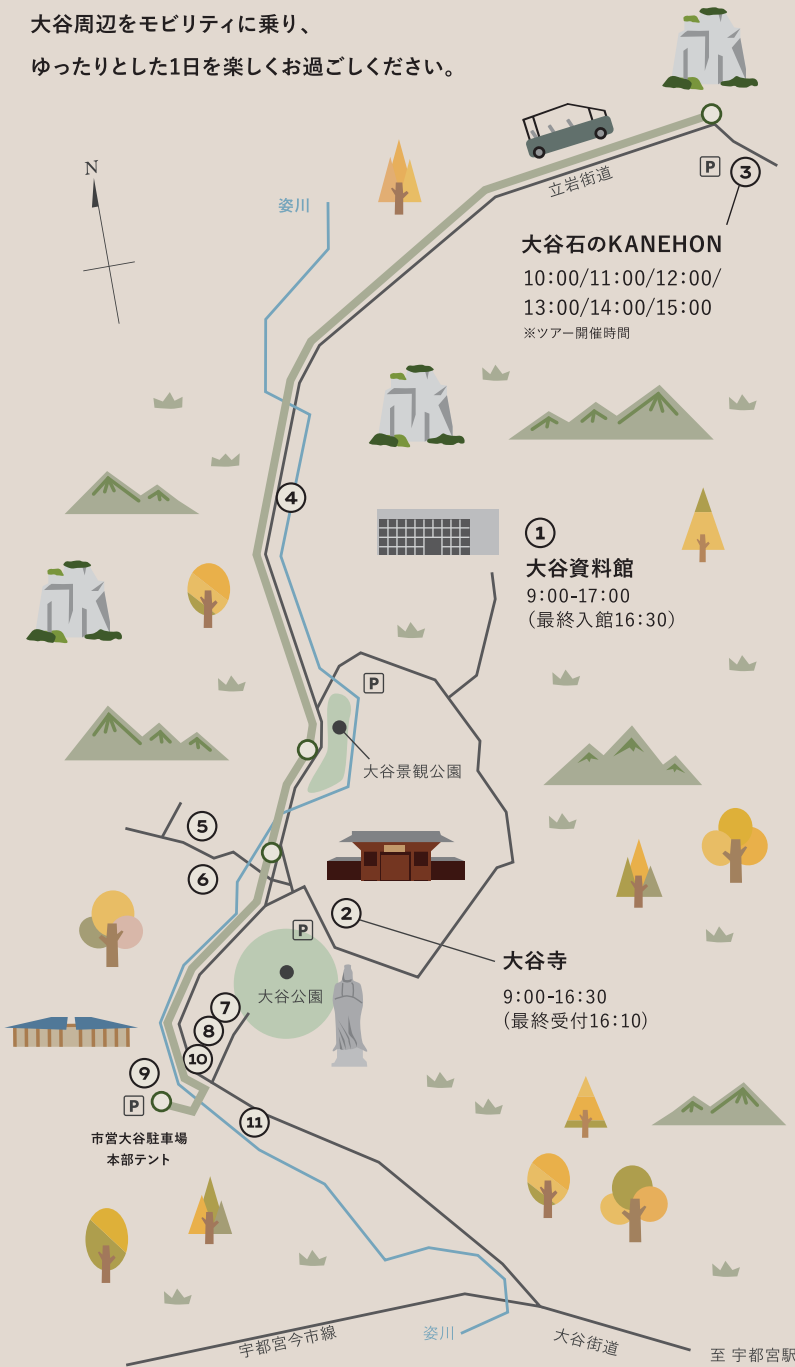 大谷周辺をモビリティに乗り、
ゆったりとした1日を楽しくお過ごしください。
N
姿川
立岩街道
P
3
大谷石のKANEHON
10:00/11:00/12:00/
13:00/14:00/15:00
※ツアー開催時間
4
1
大谷資料館
9:00-17:00
(最終入館16:30)
P
大谷景観公園
5
6
2
P
大谷寺
9:00-16:30
(最終受付16:10)
大谷公園
7
8
10
9
P
11
市営大谷駐車場
本部テント
宇都宮今市線
姿川
大谷街道
至 宇都宮駅